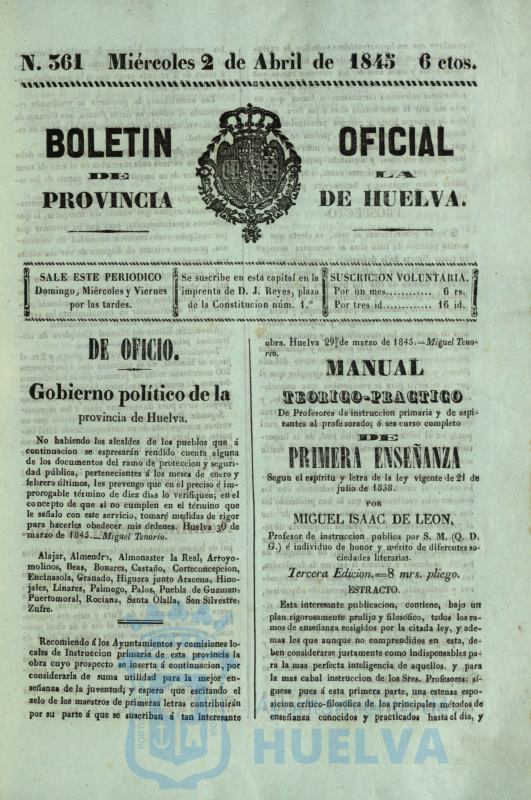 N. 361 Miércoles 2 de Abril de 1845 6 ctos.
BOLETIN OFICIAL
DE LA
PROVINCIA DE HUELVA.
SALE ESTE PERIODICO
Domingo, Miércoles y Viernes
por las tardes.
Se suscribe en esta capital en la
imprenta de D. J. Reyes, plaza
de la Constitucion núm. 1.º
SUSCRICION VOLUNTARIA.
Por un mes............ 6 rs.
Por tres id............. 16 id.
DE OFICIO.
Gobierno político de la
provincia de Huelva.
No habiendo los alcaldes de los pueblos que á
continuacion se espresarán rendido cuenta alguna
de los documentos del ramo de proteccion y seguri-
dad pública, pertenecientes á los meses de enero y
febrero últimos, les prevengo que en el preciso é im-
prorogable término de diez dias lo verifiquen; en el
concepto de que si no cumplen en el término que
le señalo con este servicio, tomaré medidas de rigor
para hacerles obedecer mis órdenes. Huelva 30 de
marzo de 1845.—Miguel Tenorio.
Alajar, Almendro, Almonaster la Real, Arroyo-
molinos, Beas, Bonares, Castaño, Corteconcepcion,
Encinasola, Granado, Higuera junto Aracena, Hino-
jales, Linares, Paimogo, Palos, Puebla de Guzman,
Puertomoral, Rociana, Santa Olalla, San Silvestre,
Zufre.
Recomiendo á los Ayuntamientos y comisiones lo-
cales de Instruccion primaria de esta provincia la
obra cuyo prospecto se inserta á continuacion, por
considerarla de suma utilidad para la mejor en-
señanza de la juventud; y espero que escitando el
zelo de los maestros de primeras letras contribuirán
por su parte á que se suscriban á tan interesante
obra. Huelva 29 de marzo de 1845.—Miguel Teno-
rio.
MANUAL
TEORICO-PRACTICO
De Profesores de instruccion primaria y de aspi-
rantes al profesorado; ó sea curso completo
DE
PRIMERA ENSEÑANZA
Segun el espíritu y letra de la ley vigente de 21 de
julio de 1838.
POR
MIGUEL ISAAC DE LEON,
Profesor de instruccion publica por S. M. (Q. D.
G.) é individuo de honor y mérito de diferentes so-
ciedades literarias.
Tercera Edicion.—8 mrs. pliego.
ESTRACTO.
Esta interesante publicacion, contiene, bajo un
plan rigorosamente prolijo y filosófico, todos los ra-
mos de enseñanza ecsigidos por la citada ley, y ade-
mas los que aunque no comprendidos en esta, de-
ben considerarse justamente como indispensables pa-
ra la mas perfecta inteligencia de aquellos, y para
la mas cabal instruccion de los Sres. Profesores: sí-
guese pues á esta primera parte, una estensa espo-
sicion crítico-filosófica de los principales métodos de
enseñanza conocidos y practicados hasta el dia, y
HUELVA